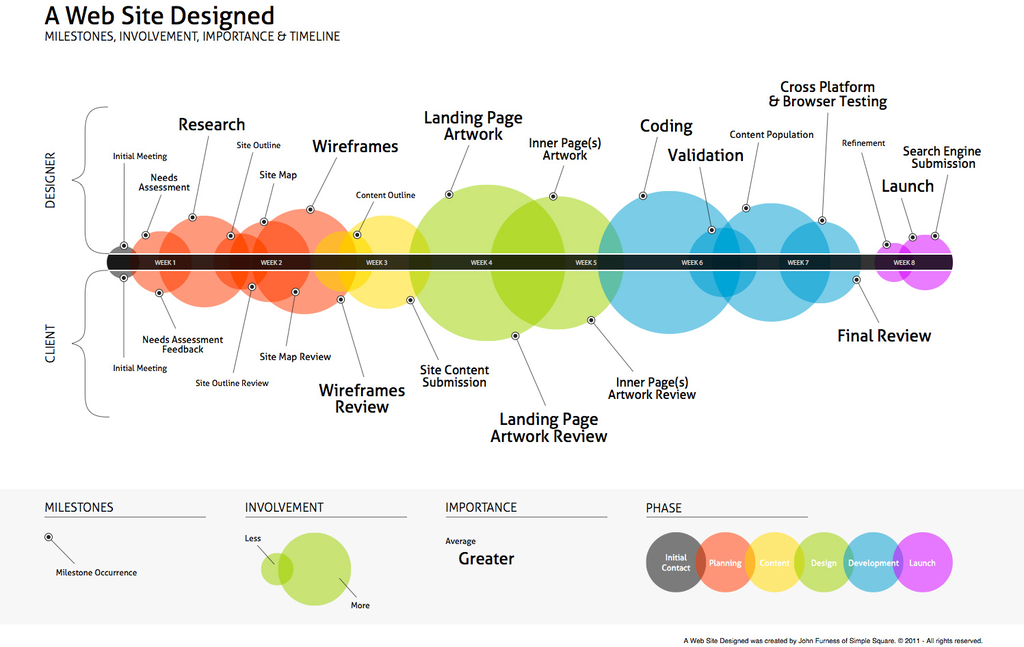 A Web Site Designed
MILESTONES, INVOLVEMENT, IMPORTANCE & TIMELINE
DESIGNER
Initial Meeting
Needs
Assessment
Research
Site Outline
Site Map
Wireframes
Content Outline
Landing Page
Artwork
Inner Page(s)
Artwork
Coding
Validation
Content Population
Cross Platform
& Browser Testing
Refinement
Launch
Search Engine
Submission
WEEK 1
WEEK 2
WEEK 3
WEEK 4
WEEK 5
WEEK 6
WEEK 7
WEEK 8
CLIENT
Initial Meeting
Needs Assessment
Feedback
Site Outline Review
Site Map Review
Wireframes
Review
Site Content
Submission
Landing Page
Artwork Review
Inner Page(s)
Artwork Review
Final Review
MILESTONES
Milestone Occurrence
INVOLVEMENT
Less
More
IMPORTANCE
Average
Greater
PHASE
Initial
Contact
Planning
Content
Design
Development
Launch
A Web Site Designed was created by John Furness of Simple Square. © 2011 - All rights reserved.